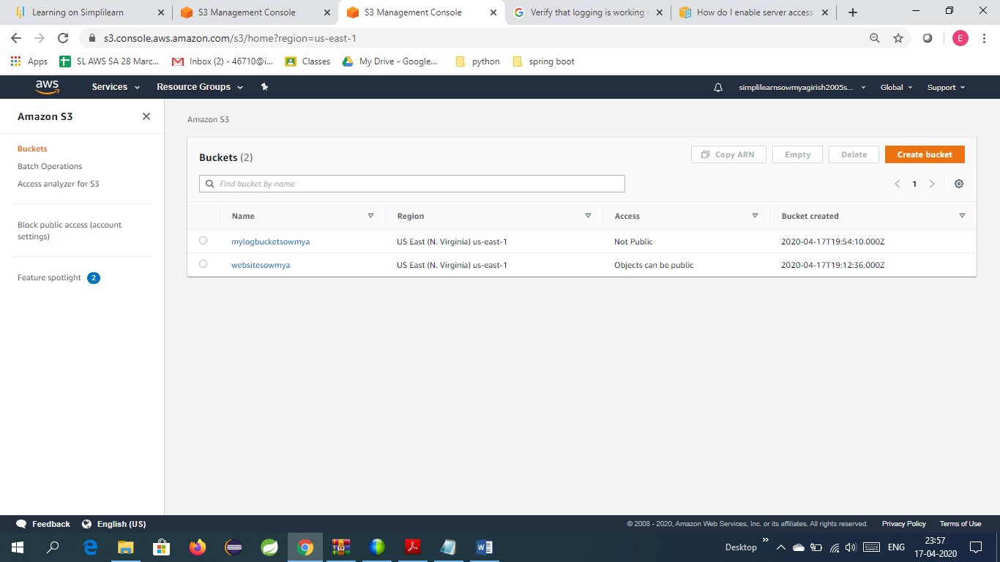 Learning on Simplilearn
S3 Management Console
S3 Management Console
Verify that logging is working i
How do I enable server access
s3.console.aws.amazon.com/s3/home?region=us-east-1
E
Apps
SL AWS SA 28 Marc...
Inbox (2) - 46710@i...
Classes
My Drive - Google...
python
spring boot
aws
Services
Resource Groups
simplilearnsowmyagirish2005s...
Global
Support
Amazon S3
Buckets
Batch Operations
Access analyzer for S3
Block public access (account
settings)
Feature spotlight 2
Amazon S3
Buckets (2)
Copy ARN
Empty
Delete
Create bucket
Find bucket by name
1
Name Region Access Bucket created
mylogbucketsowmya US East (N. Virginia) us-east-1 Not Public 2020-04-17T19:54:10.000Z
websitesowmya US East (N. Virginia) us-east-1 Objects can be public 2020-04-17T19:12:36.000Z
Feedback
English (US)
© 2008 - 2020, Amazon Web Services, Inc. or its affiliates. All rights reserved.
Privacy Policy
Terms of Use
Desktop
ENG
23:57
17-04-2020